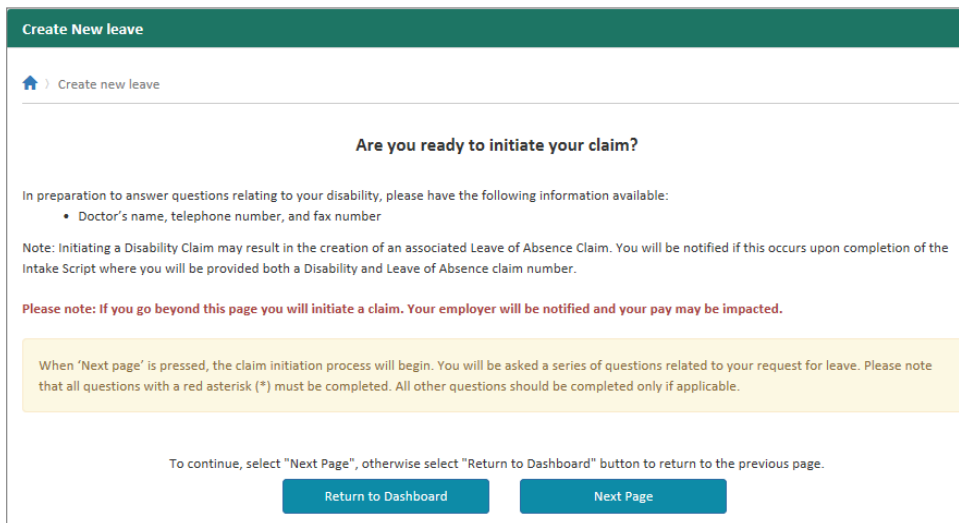 Create New leave
Create new leave
Are you ready to initiate your claim?
In preparation to answer questions relating to your disability, please have the following information available:
• Doctor's name, telephone number, and fax number
Note: Initiating a Disability Claim may result in the creation of an associated Leave of Absence Claim. You will be notified if this occurs upon completion of the
Intake Script where you will be provided both a Disability and Leave of Absence claim number.
Please note: If you go beyond this page you will initiate a claim. Your employer will be notified and your pay may be impacted.
When ‘Next page’ is pressed, the claim initiation process will begin. You will be asked a series of questions related to your request for leave. Please note
that all questions with a red asterisk (*) must be completed. All other questions should be completed only if applicable.
To continue, select "Next Page", otherwise select "Return to Dashboard" button to return to the previous page.
Return to Dashboard
Next Page